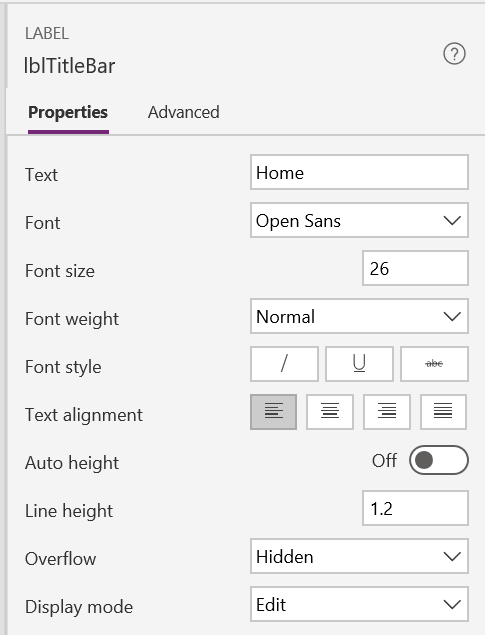 LABEL
lblTitleBar
?
Properties Advanced
Text Home
Font Open Sans
Font size 26
Font weight Normal
Font style / U abc
Text alignment
Auto height Off
Line height 1.2
Overflow Hidden
Display mode Edit